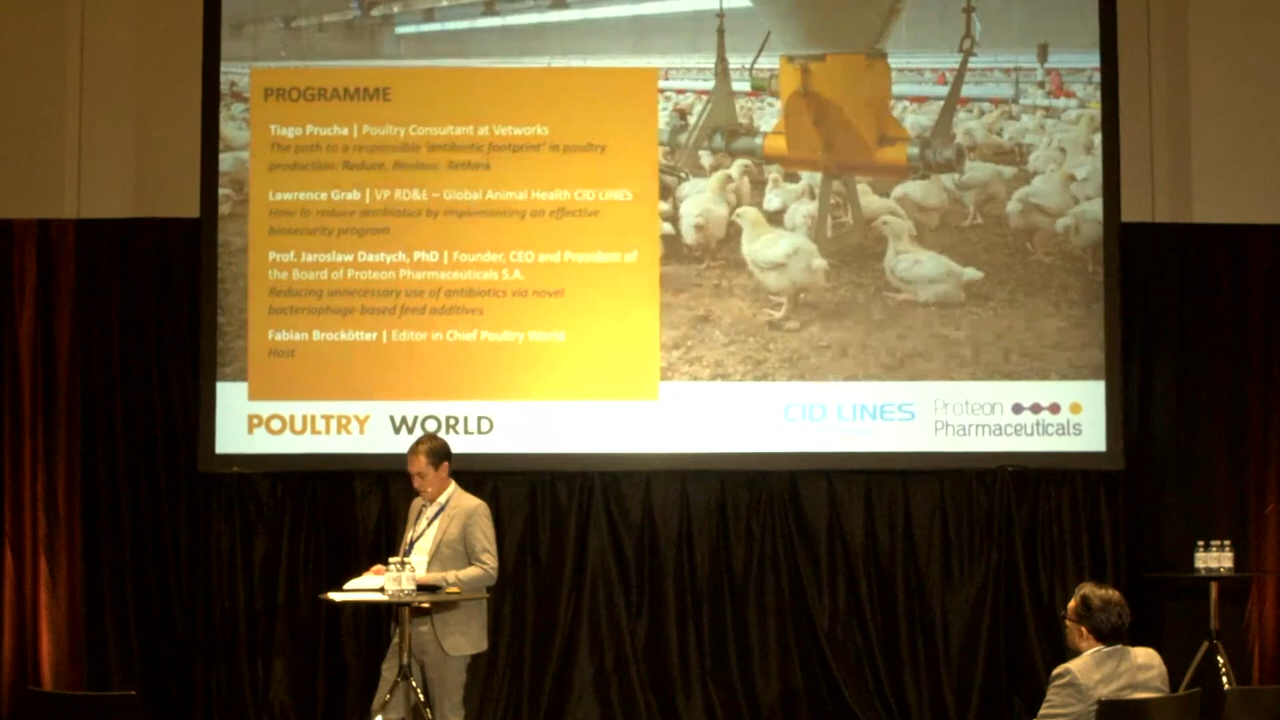 PROGRAMME
Tiago Prucha | Poultry Consultant at Vetworks
The path to a responsible 'antibiotic footprint' in poultry
production: Reduce, Replace, Rethink
Lawrence Grab | VP RD&E – Global Animal Health CID LINES
How to reduce antibiotics by implementing an effective
biosecurity program
Prof. Jaroslaw Dastych, PhD | Founder, CEO and President of
the Board of Proteon Pharmaceuticals S.A.
Reducing unnecessary use of antibiotics via novel
bacteriophage-based feed additives
Fabian Brockötter | Editor in Chief Poultry World
Host
POULTRY WORLD
CID LINES
Proteon
Pharmaceuticals